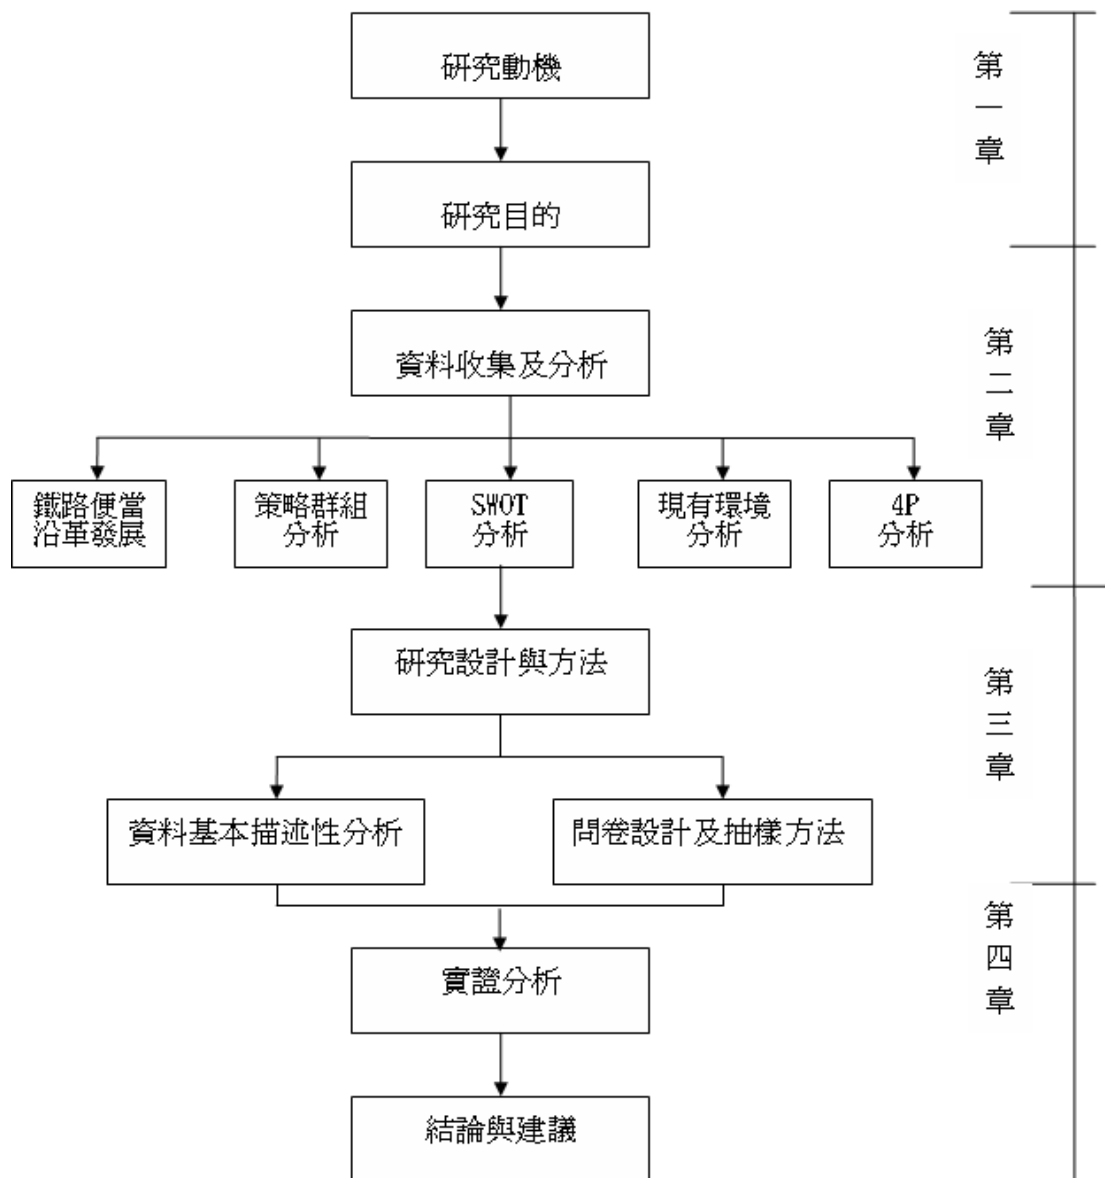 研究動機
研究目的
資料收集及分析
鐵路便當
沿革發展
策略群組
分析
SWOT
分析
現有環境
分析
4P
分析
研究設計與方法
資料基本描述性分析
問卷設計及抽樣方法
實證分析
結論與建議
第一章
第二章
第三章
第四章